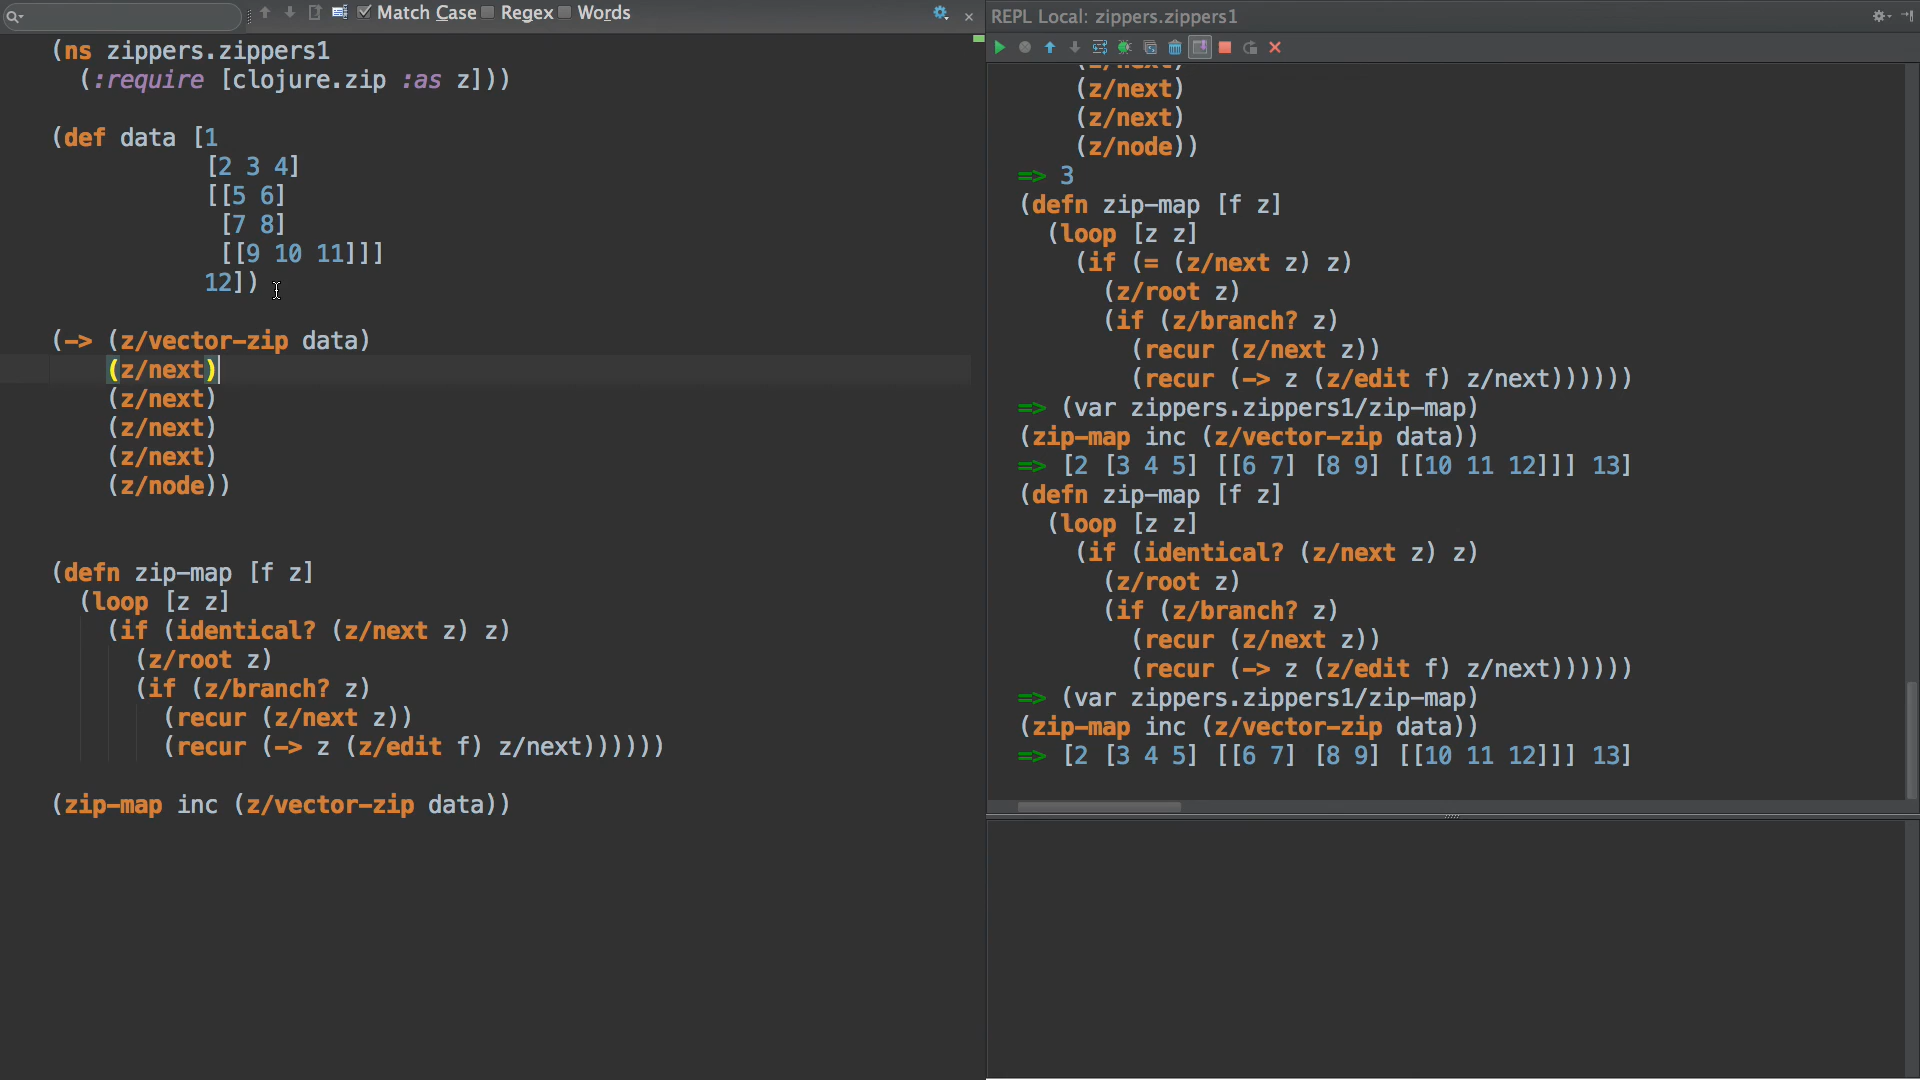 Match Case Regex Words
(ns zippers.zippers1
(:require [clojure.zip :as z]))
(def data [1
[2 3 4]
[[5 6]
[7 8]
[[9 10 11]]]
12])
(-> (z/vector-zip data)
(z/next)
(z/next)
(z/next)
(z/next)
(z/node))
(defn zip-map [f z]
(loop [z z]
(if (identical? (z/next z) z)
(z/root z)
(if (z/branch? z)
(recur (z/next z))
(recur (-> z (z/edit f) z/next))))))
(zip-map inc (z/vector-zip data))
REPL Local: zippers.zippers1
(z/next)
(z/next)
(z/node))
=> 3
(defn zip-map [f z]
(loop [z z]
(if (= (z/next z) z)
(z/root z)
(if (z/branch? z)
(recur (z/next z))
(recur (-> z (z/edit f) z/next))))))
=> (var zippers.zippers1/zip-map)
(zip-map inc (z/vector-zip data))
=> [2 [3 4 5] [[6 7] [8 9] [[10 11 12]]] 13]
(defn zip-map [f z]
(loop [z z]
(if (identical? (z/next z) z)
(z/root z)
(if (z/branch? z)
(recur (z/next z))
(recur (-> z (z/edit f) z/next))))))
=> (var zippers.zippers1/zip-map)
(zip-map inc (z/vector-zip data))
=> [2 [3 4 5] [[6 7] [8 9] [[10 11 12]]] 13]